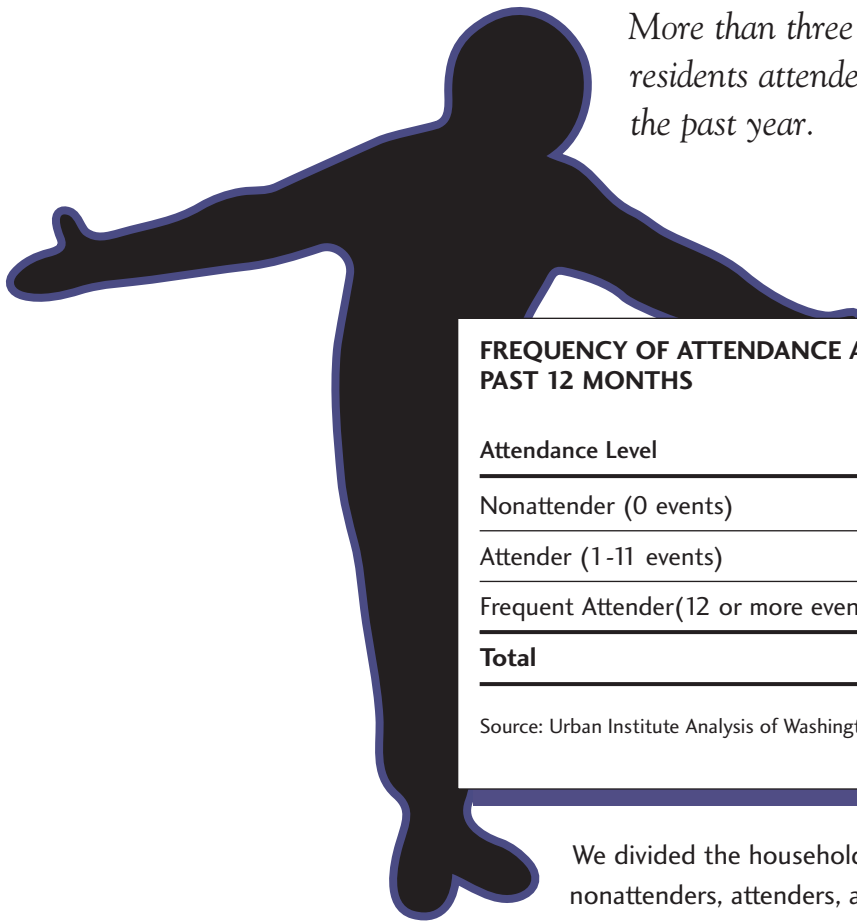 More than three
residents attende
the past year.
FREQUENCY OF ATTENDANCE A
PAST 12 MONTHS
Attendance Level
Nonattender (0 events)
Attender (1-11 events)
Frequent Attender(12 or more even
Total
Source: Urban Institute Analysis of Washingt
We divided the household
nonattenders, attenders, a